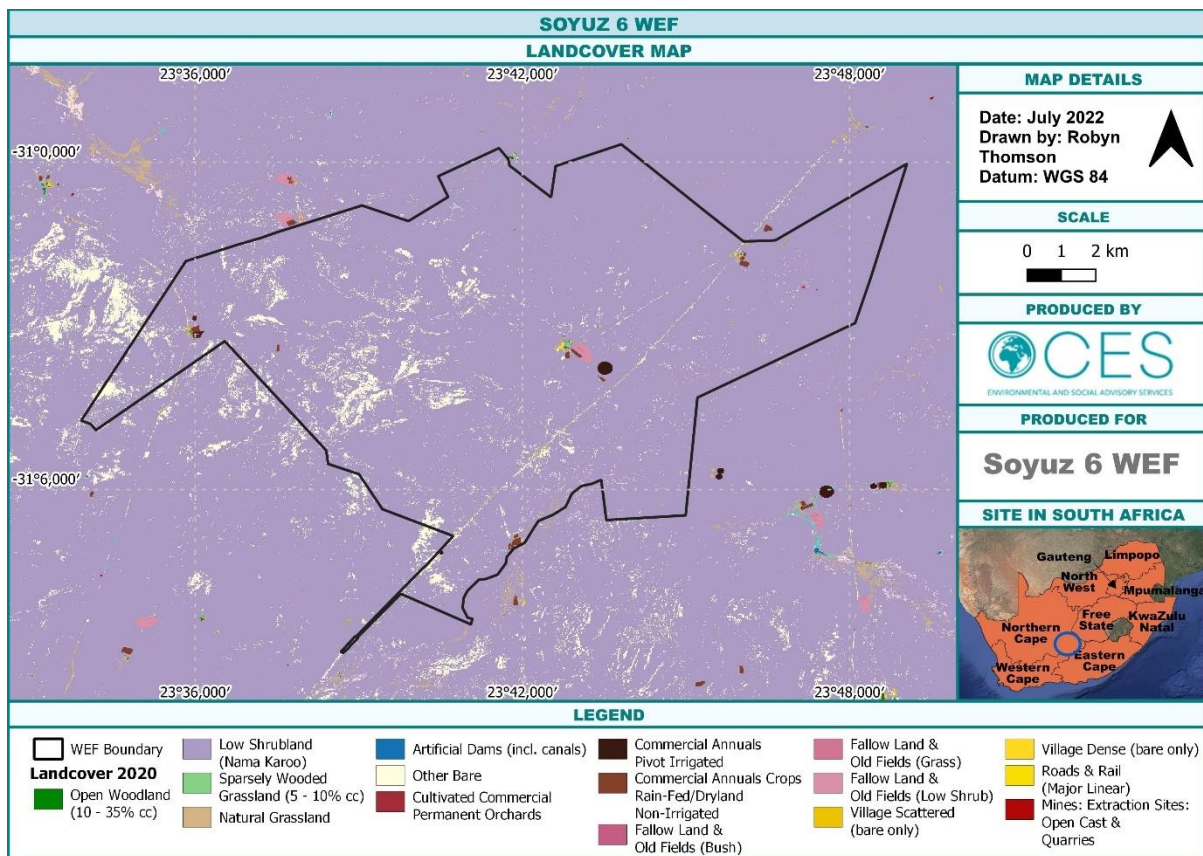 SOYUZ 6 WEF
LANDCOVER MAP
23°36,000′
23°42,000′
23°48,000′
-31°0,000′
-31°6,000′
23°36,000′
23°42,000′
23°48,000′
MAP DETAILS
Date: July 2022
Drawn by: Robyn
Thomson
Datum: WGS 84
SCALE
0 1 2 km
PRODUCED BY
CES
ENVIRONMENTAL AND SOCIAL ADVISORY SERVICES
PRODUCED FOR
Soyuz 6 WEF
SITE IN SOUTH AFRICA
Limpopo
Gauteng
North
West
Mpumalanga
Free
State
KwaZulu
Natal
Northern
Cape
Eastern
Cape
Western
Cape
LEGEND
WEF Boundary
Landcover 2020
Open Woodland
(10 - 35% cc)
Low Shrubland
(Nama Karoo)
Sparsely Wooded
Grassland (5 - 10% cc)
Natural Grassland
Artificial Dams (incl. canals)
Other Bare
Cultivated Commercial
Permanent Orchards
Commercial Annuals
Pivot Irrigated
Commercial Annuals Crops
Rain-Fed/Dryland
Non-Irrigated
Fallow Land &
Old Fields (Bush)
Fallow Land &
Old Fields (Grass)
Fallow Land &
Old Fields (Low Shrub)
Village Scattered
(bare only)
Village Dense (bare only)
Roads & Rail
(Major Linear)
Mines: Extraction Sites:
Open Cast &
Quarries